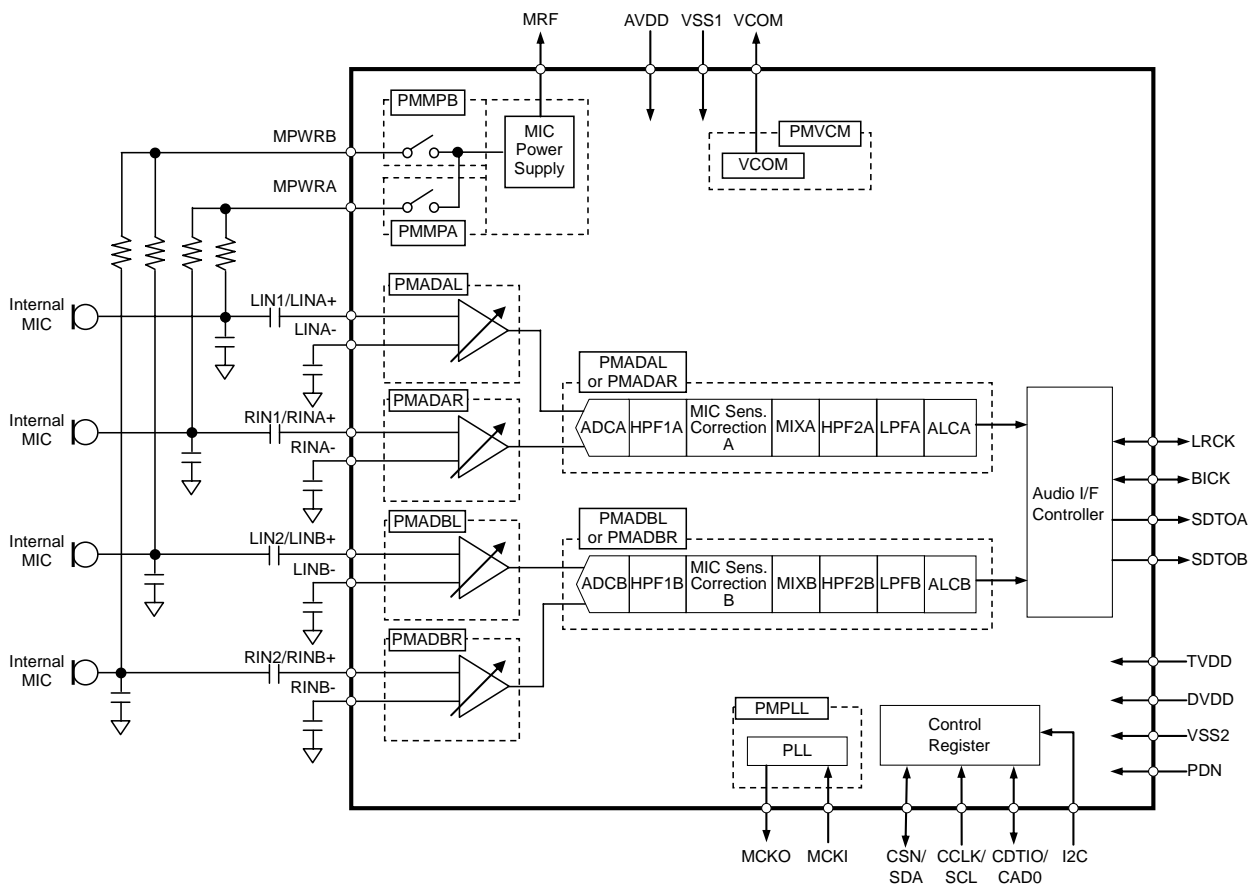 MRF
AVDD
VSS1
VCOM
PMMPB
MIC
Power
Supply
PMVCM
VCOM
MPWRB
MPWRA
PMMPA
PMADAL
Internal
MIC
LIN1/LINA+
LINA-
PMADAL
or PMADAR
PMADAR
Internal
MIC
RIN1/RINA+
RINA-
ADCA
HPF1A
MIC Sens.
Correction
A
MIXA
HPF2A
LPFA
ALCA
LRCK
BICK
Audio I/F
Controller
SDTOA
SDTOB
PMADBL
PMADBL
or PMADBR
Internal
MIC
LIN2/LINB+
LINB-
ADCB
HPF1B
MIC Sens.
Correction
B
MIXB
HPF2B
LPFB
ALCB
PMADBR
Internal
MIC
RIN2/RINB+
RINB-
TVDD
DVDD
VSS2
PDN
PMPLL
PLL
Control
Register
MCKO
MCKI
CSN/
SDA
CCLK/
SCL
CDTIO/
CAD0
I2C